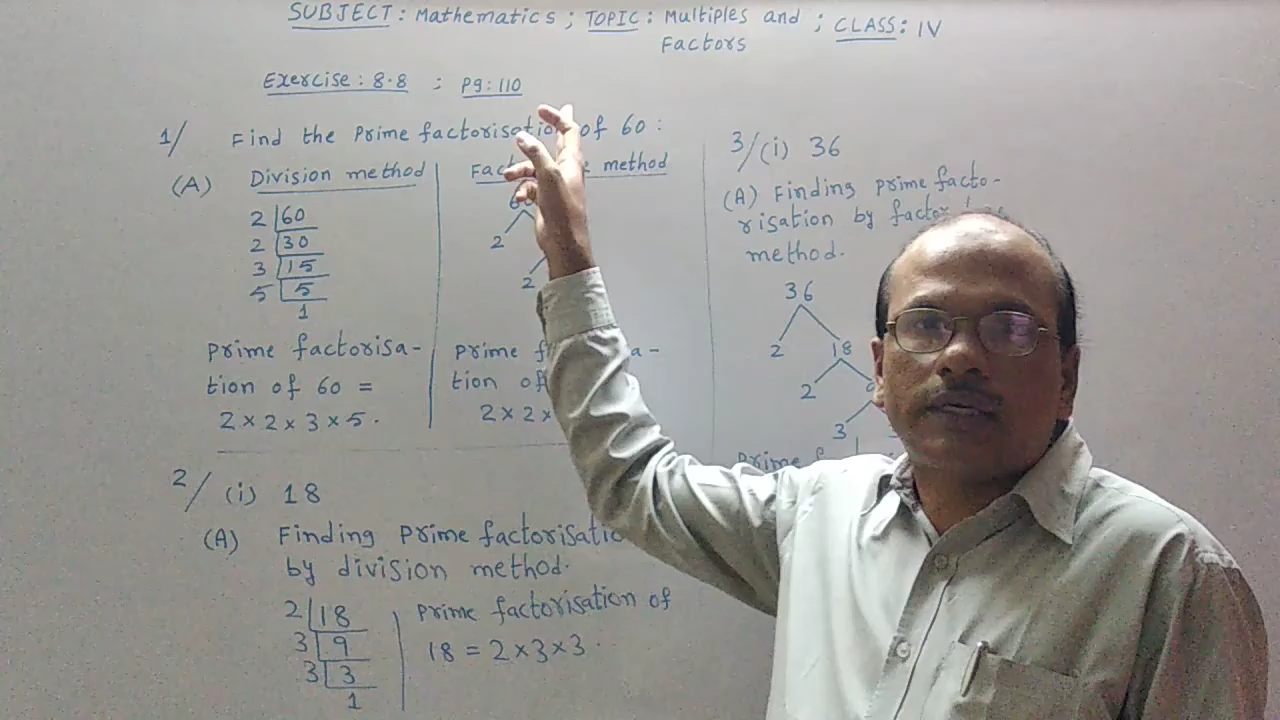 SUBJECT: Mathematics ; TOPIC: Multiples and ; CLASS: IV
Factors
Exercise: 8.8 ; Pg: 110
1/ Find the Prime factorisation of 60:
(A) Division method
2 60
2 30
3 15
5 5
1
Prime factorisa-
tion of 60 =
2 × 2 × 3 × 5.
method
60
2
2
Prime
tion of
2 × 2 ×
2/ (i) 18
(A) Finding Prime factorisatio
by division method.
2 18
3 9
3 3
1
Prime factorisation of
18 = 2 × 3 × 3.
3/ (i) 36
(A) Finding prime facto-
risation by factor
method.
36
2 18
2
3
Prime